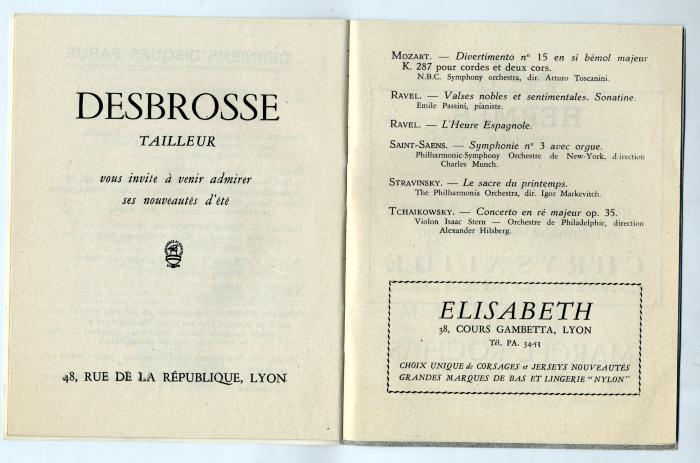 DESBROSSE
TAILLEUR
vous invite à venir admirer
ses nouveautés d'été
48, RUE DE LA RÉPUBLIQUE, LYON
MOZART. — Divertimento n° 15 en si bémol majeur
K. 287 pour cordes et deux cors.
N.B.C. Symphony orchestra, dir. Arturo Toscanini.
RAVEL. — Valses nobles et sentimentales. Sonatine.
Emile Passini, pianiste.
RAVEL. — L'Heure Espagnole.
SAINT-SAENS. — Symphonie n° 3 avec orgue.
Philharmonic-Symphony Orchestre de New-York, direction
Charles Munch.
STRAVINSKY. — Le sacre du printemps.
The Philharmonia Orchestra, dir. Igor Markevitch.
TCHAIKOWSKY. — Concerto en ré majeur op. 35.
Violon Isaac Stern — Orchestre de Philadelphie, direction
Alexander Hilsberg.
ELISABETH
38, COURS GAMBETTA, LYON
Tél. PA. 34-53
CHOIX UNIQUE de CORSAGES et JERSEYS NOUVEAUTÉS
GRANDES MARQUES DE BAS ET LINGERIE "NYLON"